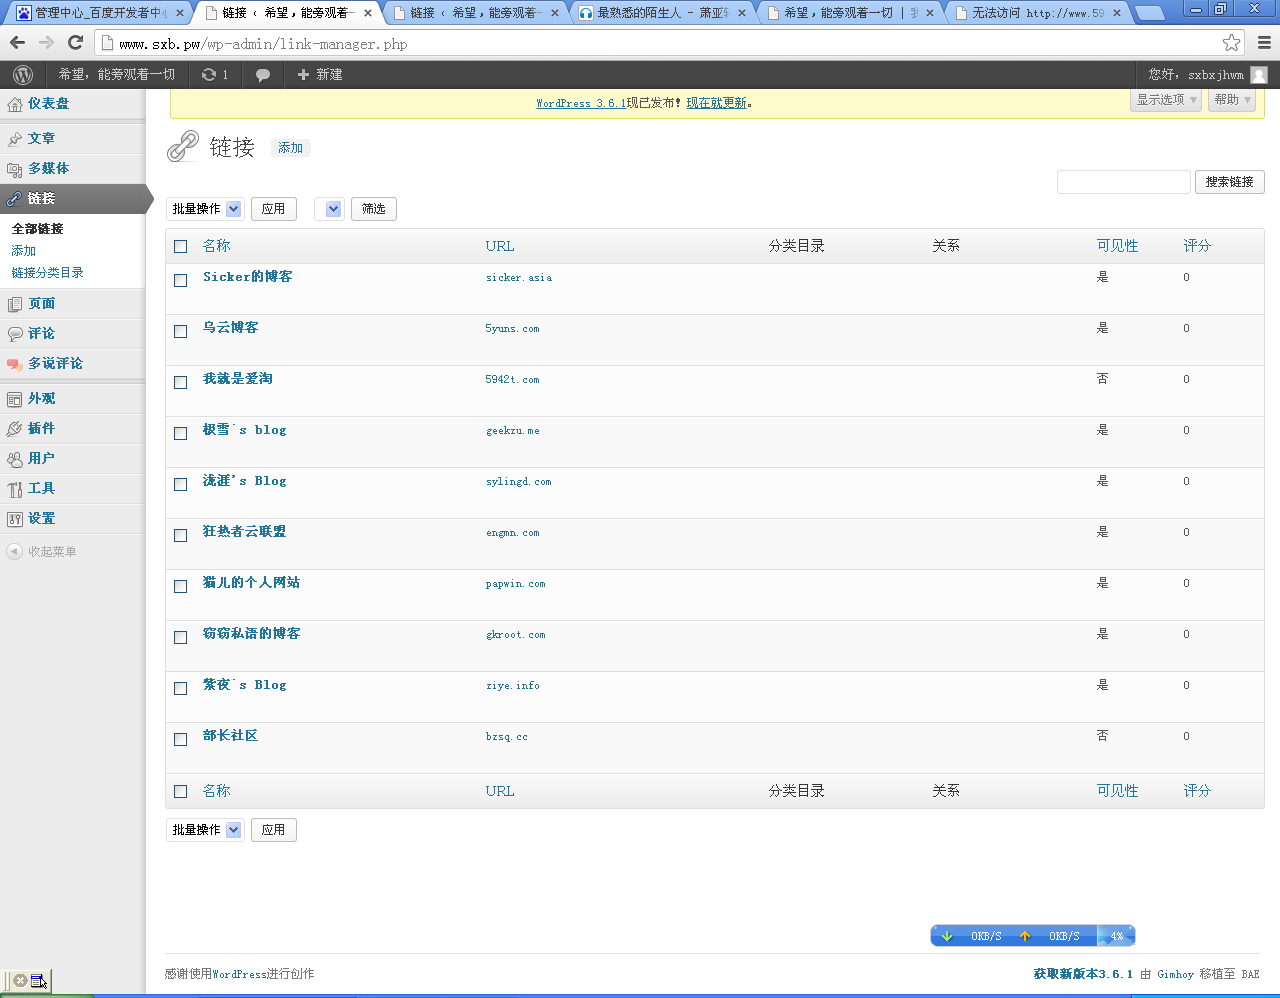 管理中心_百度开发者中心
链接 ‹ 希望，能旁观着一
链接 ‹ 希望，能旁观着一
最熟悉的陌生人 - 萧亚轩
希望，能旁观着一切 | 我
无法访问 http://www.59
www.sxb.pw/wp-admin/link-manager.php
希望，能旁观着一切
1
新建
您好，sxbxjhwm
仪表盘
文章
多媒体
链接
全部链接
添加
链接分类目录
页面
评论
多说评论
外观
插件
用户
工具
设置
收起菜单
WordPress 3.6.1现已发布！现在就更新。
显示选项
帮助
链接 添加
搜索链接
批量操作 应用 筛选
名称 URL 分类目录 关系 可见性 评分
Sicker的博客 sicker.asia 是 0
乌云博客 5yuns.com 是 0
我就是爱淘 5942t.com 否 0
极雪`s blog geekzu.me 是 0
泷涯's Blog sylingd.com 是 0
狂热者云联盟 engmn.com 是 0
猫儿的个人网站 papwin.com 是 0
窃窃私语的博客 gkroot.com 是 0
紫夜`s Blog ziye.info 是 0
部长社区 bzsq.cc 否 0
名称 URL 分类目录 关系 可见性 评分
批量操作 应用
0KB/S 0KB/S 4%
感谢使用WordPress进行创作
获取新版本3.6.1 由 Gimhoy 移植至 BAE